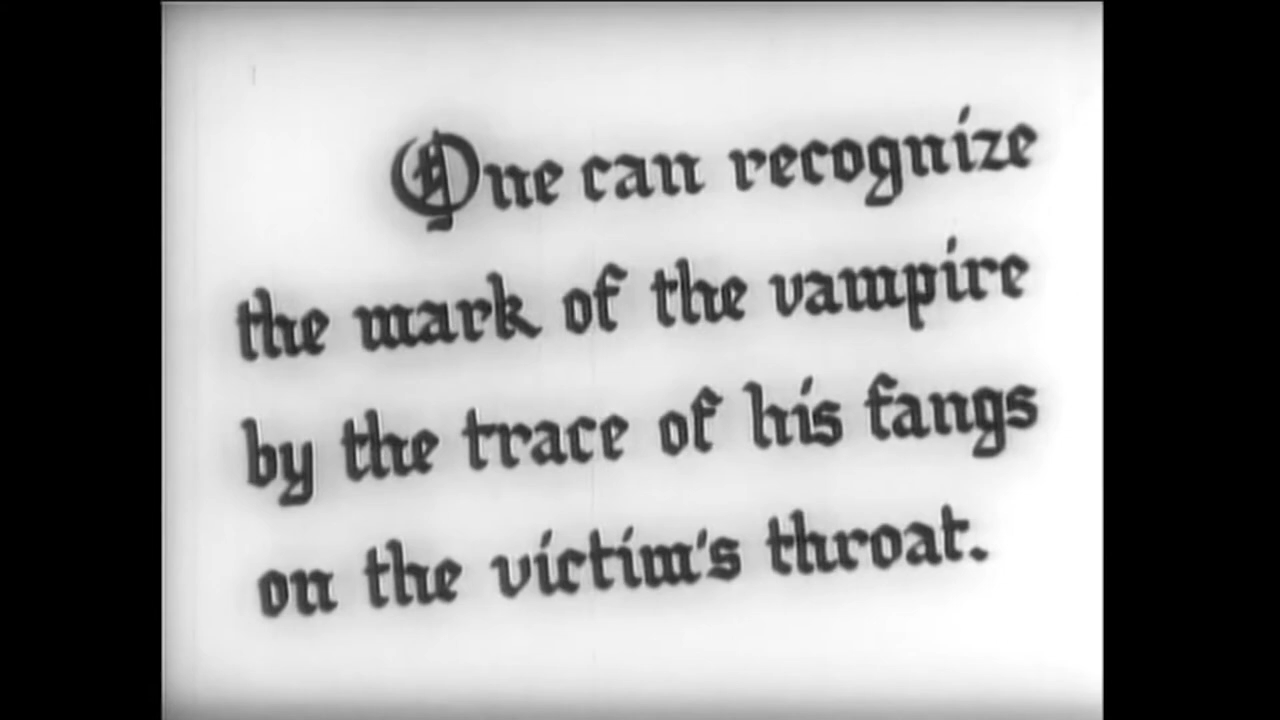 One can recognize
the mark of the vampire
by the trace of his fangs
on the victim's throat.